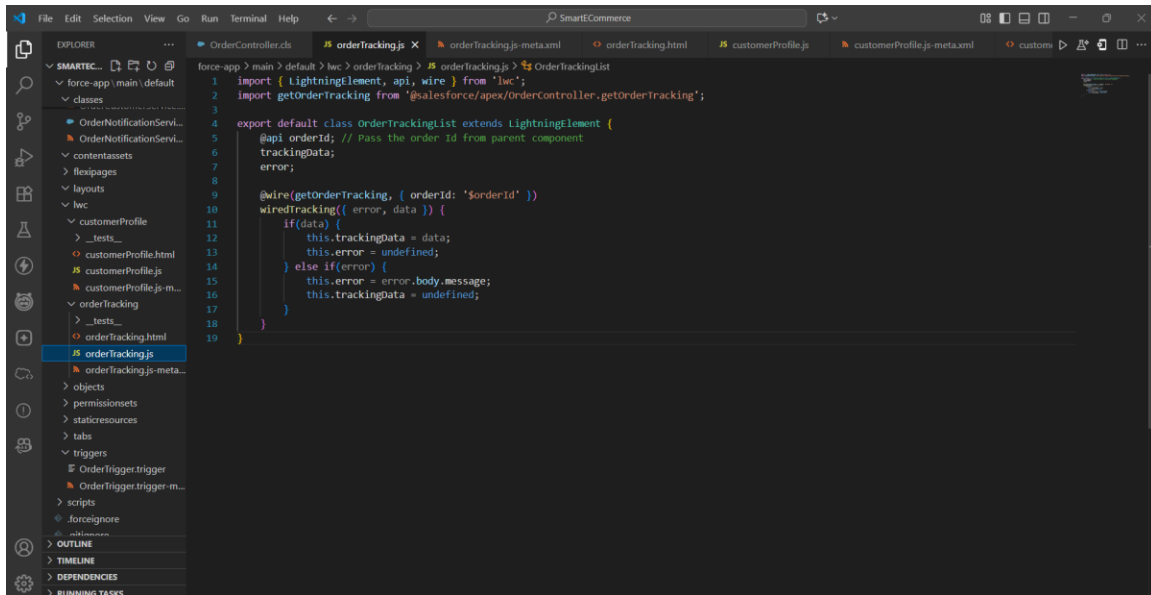 File Edit Selection View Go Run Terminal Help
SmartECommerce
EXPLORER
OrderController.cls
JS orderTracking.js
orderTracking.js-meta.xml
orderTracking.html
JS customerProfile.js
customerProfile.js-meta.xml
SMARTEC...
force-app\main\default
classes
OrderNotificationServi...
OrderNotificationServi...
contentassets
flexipages
layouts
lwc
customerProfile
__tests__
customerProfile.html
JS customerProfile.js
customerProfile.js-m...
orderTracking
__tests__
orderTracking.html
JS orderTracking.js
orderTracking.js-meta...
objects
permissionsets
staticresources
tabs
triggers
OrderTrigger.trigger
OrderTrigger.trigger-m...
scripts
.forceignore
OUTLINE
TIMELINE
DEPENDENCIES
RUNNING TASKS
force-app > main > default > lwc > orderTracking > JS orderTracking.js > OrderTrackingList
1 import { LightningElement, api, wire } from 'lwc';
2 import getOrderTracking from '@salesforce/apex/OrderController.getOrderTracking';
3
4 export default class OrderTrackingList extends LightningElement {
5 @api orderId; // Pass the order Id from parent component
6 trackingData;
7 error;
8
9 @wire(getOrderTracking, { orderId: '$orderId' })
10 wiredTracking({ error, data }) {
11 if(data) {
12 this.trackingData = data;
13 this.error = undefined;
14 } else if(error) {
15 this.error = error.body.message;
16 this.trackingData = undefined;
17 }
18 }
19 }